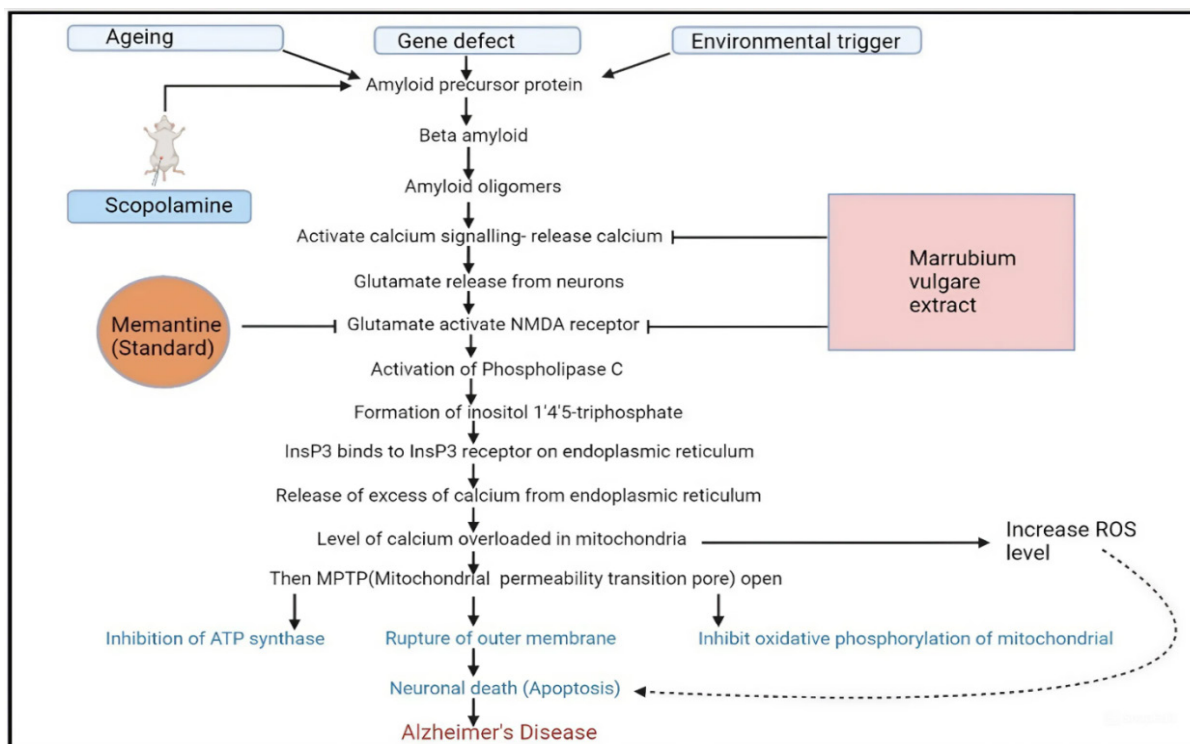 Ageing
Gene defect
Environmental trigger
Amyloid precursor protein
Beta amyloid
Amyloid oligomers
Scopolamine
Activate calcium signalling- release calcium
Marrubium
vulgare
extract
Glutamate release from neurons
Memantine
(Standard)
Glutamate activate NMDA receptor
Activation of Phospholipase C
Formation of inositol 1'4'5-triphosphate
InsP3 binds to InsP3 receptor on endoplasmic reticulum
Release of excess of calcium from endoplasmic reticulum
Level of calcium overloaded in mitochondria
Increase ROS
level
Then MPTP(Mitochondrial permeability transition pore) open
Inhibition of ATP synthase
Rupture of outer membrane
Inhibit oxidative phosphorylation of mitochondrial
Neuronal death (Apoptosis)
Alzheimer's Disease